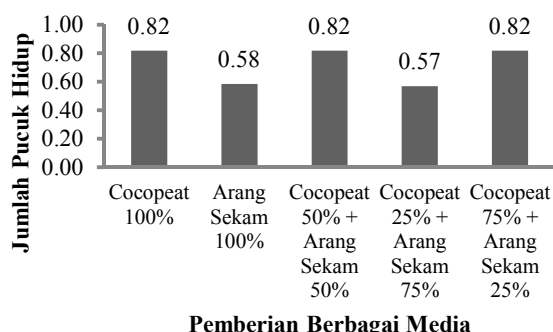 Jumlah Pucuk Hidup
1.00
0.80
0.60
0.40
0.20
0.00
0.82
0.58
0.82
0.57
0.82
Cocopeat
100%
Arang
Sekam
100%
Cocopeat
50% +
Arang
Sekam
50%
Cocopeat
25% +
Arang
Sekam
75%
Cocopeat
75% +
Arang
Sekam
25%
Pemberian Berbagai Media